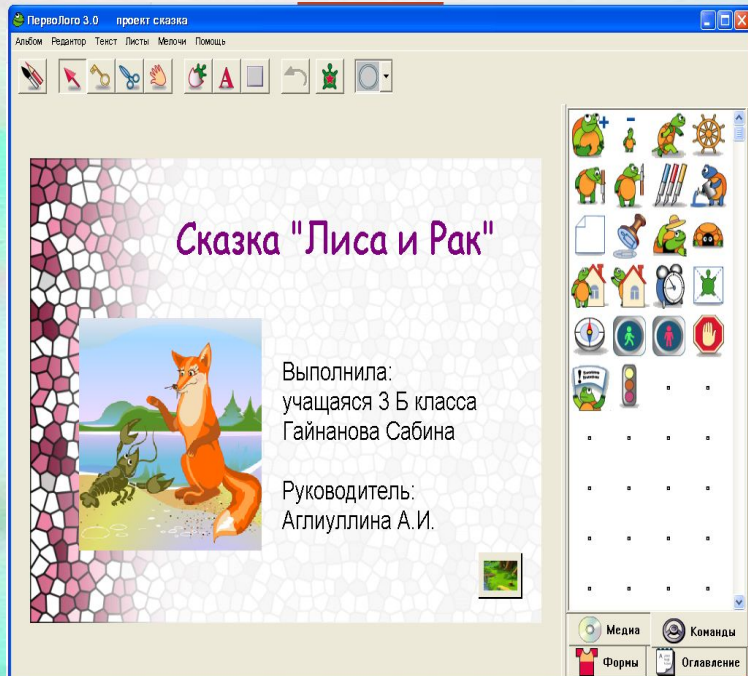 ПервоЛого 3.0 проект сказка
Альбом Редактор Текст Листы Мелочи Помощь
Сказка "Лиса и Рак"
Выполнила:
учащаяся 3 Б класса
Гайнанова Сабина
Руководитель:
Аглиуллина А.И.
Медиа
Команды
Формы
Оглавление